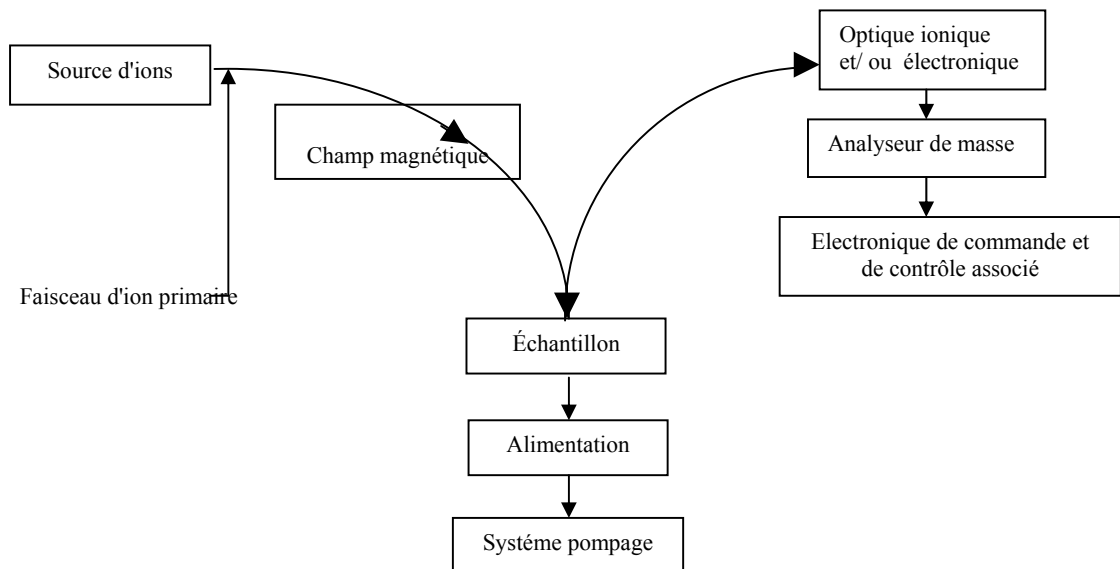 Source d'ions
Optique ionique
et/ ou  électronique
Champ magnétique
Analyseur de masse
Electronique de commande et
de contrôle associé
Faisceau d'ion primaire
Échantillon
Alimentation
Systéme pompage